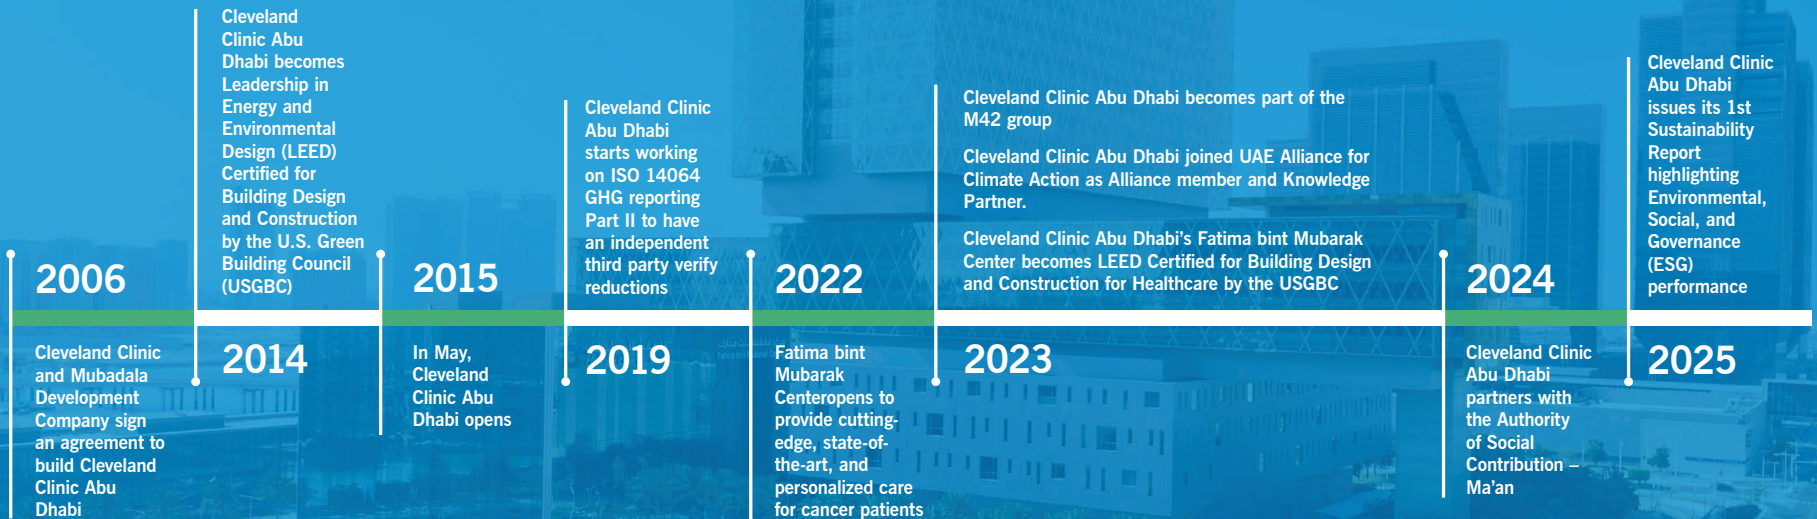 2006
Cleveland Clinic
and Mubadala
Development
Company sign
an agreement to
build Cleveland
Clinic Abu
Dhabi
Cleveland
Clinic Abu
Dhabi becomes
Leadership in
Energy and
Environmental
Design (LEED)
Certified for
Building Design
and Construction
by the U.S. Green
Building Council
(USGBC)
2014
2015
In May,
Cleveland
Clinic Abu
Dhabi opens
Cleveland Clinic
Abu Dhabi
starts working
on ISO 14064
GHG reporting
Part II to have
an independent
third party verify
reductions
2019
2022
Fatima bint
Mubarak
Centeropens to
provide cutting-
edge, state-of-
the-art, and
personalized care
for cancer patients
Cleveland Clinic Abu Dhabi becomes part of the
M42 group
Cleveland Clinic Abu Dhabi joined UAE Alliance for
Climate Action as Alliance member and Knowledge
Partner.
Cleveland Clinic Abu Dhabi’s Fatima bint Mubarak
Center becomes LEED Certified for Building Design
and Construction for Healthcare by the USGBC
2023
2024
Cleveland Clinic
Abu Dhabi
partners with
the Authority
of Social
Contribution –
Ma’an
Cleveland Clinic
Abu Dhabi
issues its 1st
Sustainability
Report
highlighting
Environmental,
Social, and
Governance
(ESG)
performance
2025